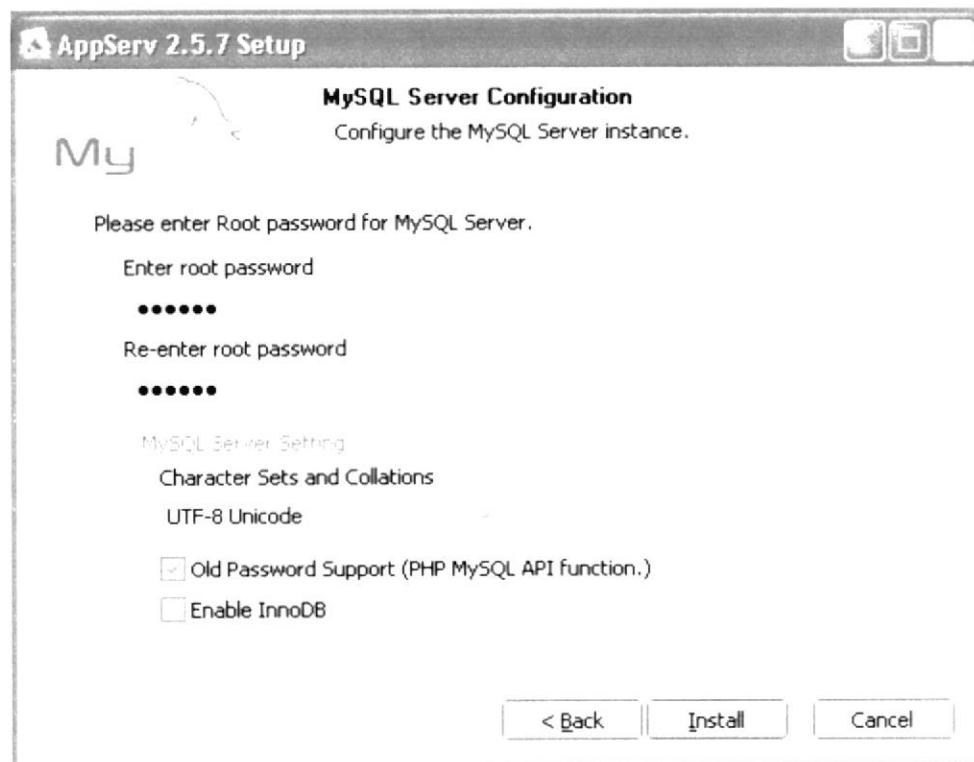 AppServ 2.5.7 Setup
MySQL Server Configuration
Configure the MySQL Server instance.
My
Please enter Root password for MySQL Server.
Enter root password
••••••
Re-enter root password
••••••
MySQL Server Setting
Character Sets and Collations
UTF-8 Unicode
Old Password Support (PHP MySQL API function.)
Enable InnoDB
< Back Install Cancel